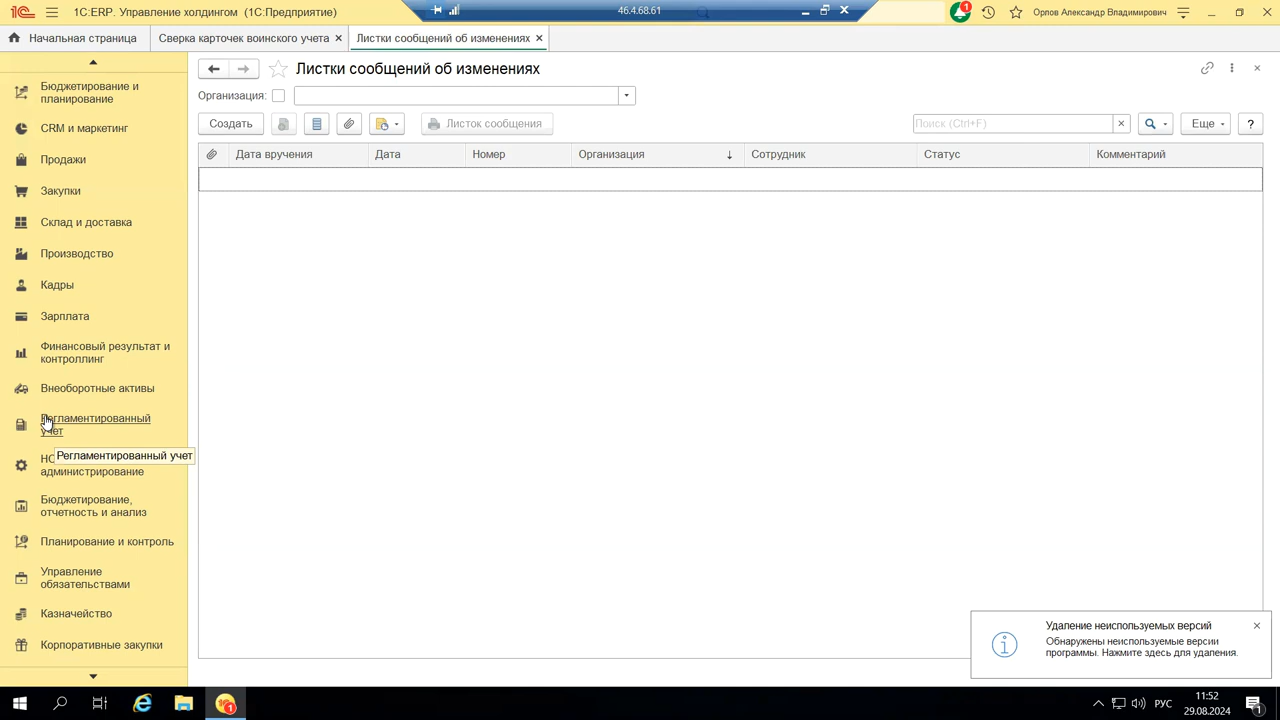 1С:ERP. Управление холдингом (1С:Предприятие)
46.4.68.61
1
Орлов Александр Владимирович
Начальная страница
Сверка карточек воинского учета
Листки сообщений об изменениях
Бюджетирование и
планирование
CRM и маркетинг
Продажи
Закупки
Склад и доставка
Производство
Кадры
Зарплата
Финансовый результат и
контроллинг
Внеоборотные активы
Регламентированный
учет
Регламентированный учет
НС
администрирование
Бюджетирование,
отчетность и анализ
Планирование и контроль
Управление
обязательствами
Казначейство
Корпоративные закупки
Листки сообщений об изменениях
Организация:
Создать
Листок сообщения
Поиск (Ctrl+F)
Еще
?
Дата вручения
Дата
Номер
Организация
Сотрудник
Статус
Комментарий
Удаление неиспользуемых версий
Обнаружены неиспользуемые версии
программы. Нажмите здесь для удаления.
1
РУС
11:52
29.08.2024
1